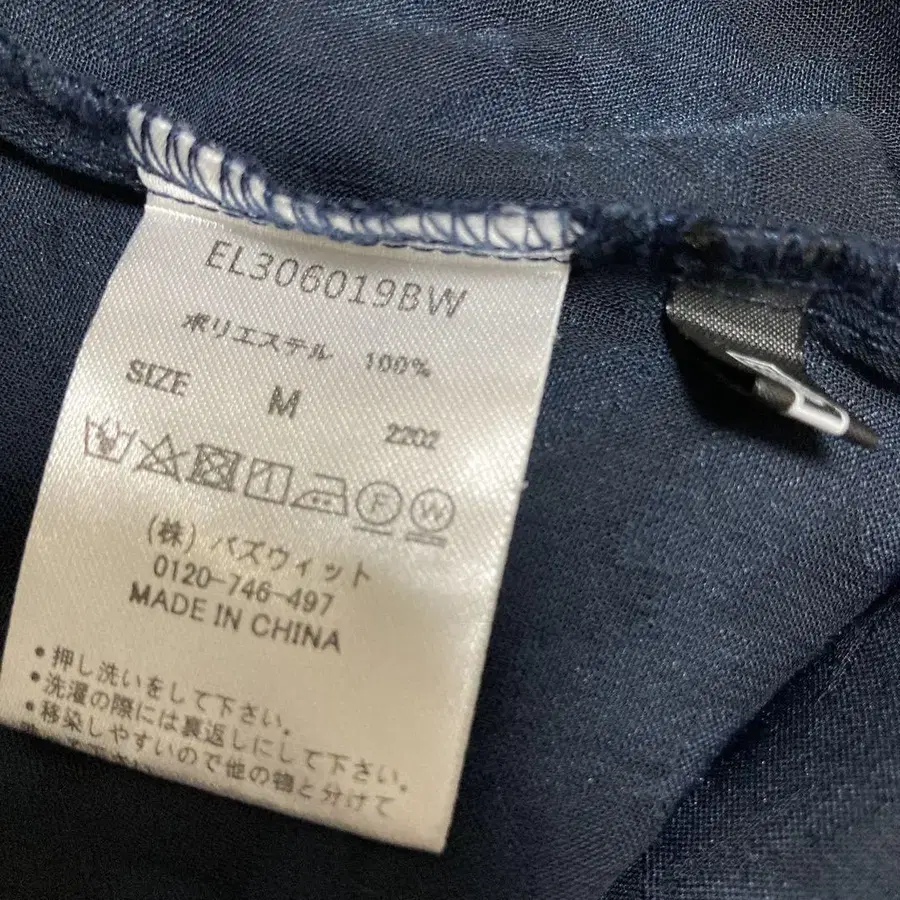 EL306019BW
ポリエステル 100%
SIZE M
2202
F W
(株) バズウィット
0120-746-497
MADE IN CHINA
•押し洗いをして下さい。
•洗濯の際には裏返しにして下さい。
•移染しやすいので他の物と分けて